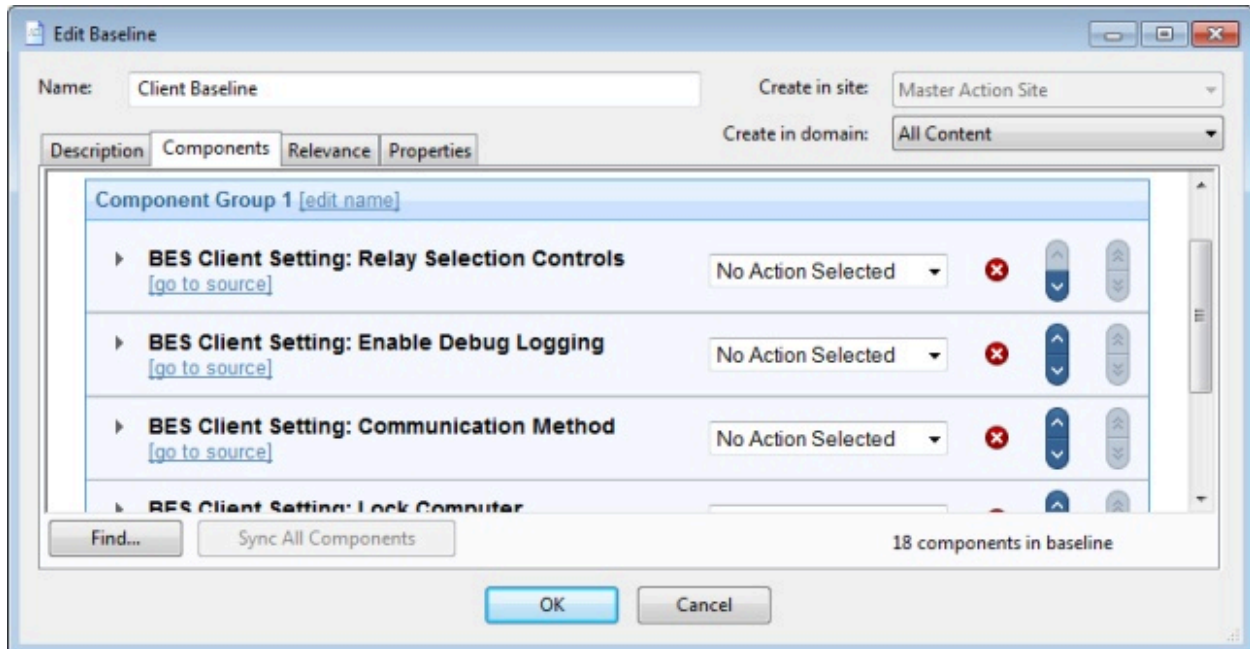 Edit Baseline
Name: Client Baseline Create in site: Master Action Site
Create in domain: All Content
Description Components Relevance Properties
Component Group 1 [edit name]
BES Client Setting: Relay Selection Controls No Action Selected
[go to source]
BES Client Setting: Enable Debug Logging No Action Selected
[go to source]
BES Client Setting: Communication Method No Action Selected
[go to source]
BES Client Setting: Lock Computer
Find... Sync All Components 18 components in baseline
OK Cancel